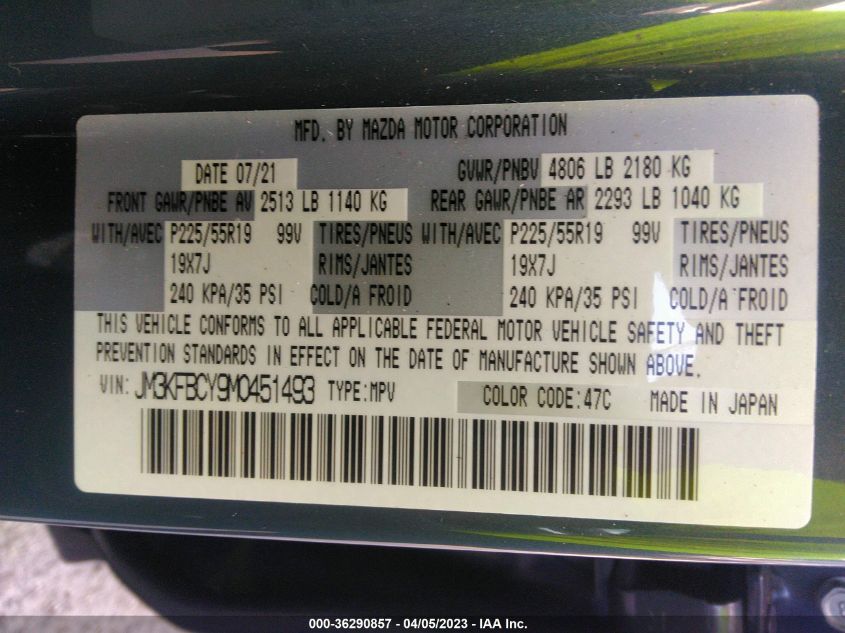 MFD. BY MAZDA MOTOR CORPORATION
DATE 07/21 GVWR/PNBV 4806 LB 2180 KG
FRONT GAWR/PNBE AV 2513 LB 1140 KG REAR GAWR/PNBE AR 2293 LB 1040 KG
WITH/AVEC P225/55R19 99V TIRES/PNEUS WITH/AVEC P225/55R19 99V TIRES/PNEUS
19X7J RIMS/JANTES 19X7J RIMS/JANTES
240 KPA/35 PSI COLD/A FROID 240 KPA/35 PSI COLD/A FROID
THIS VEHICLE CONFORMS TO ALL APPLICABLE FEDERAL MOTOR VEHICLE SAFETY AND THEFT
PREVENTION STANDARDS IN EFFECT ON THE DATE OF MANUFACTURE SHOWN ABOVE.
VIN: JM3KFBCY9M0451493 TYPE:MPV COLOR CODE:47C MADE IN JAPAN
000-36290857 - 04/05/2023 - IAA Inc.